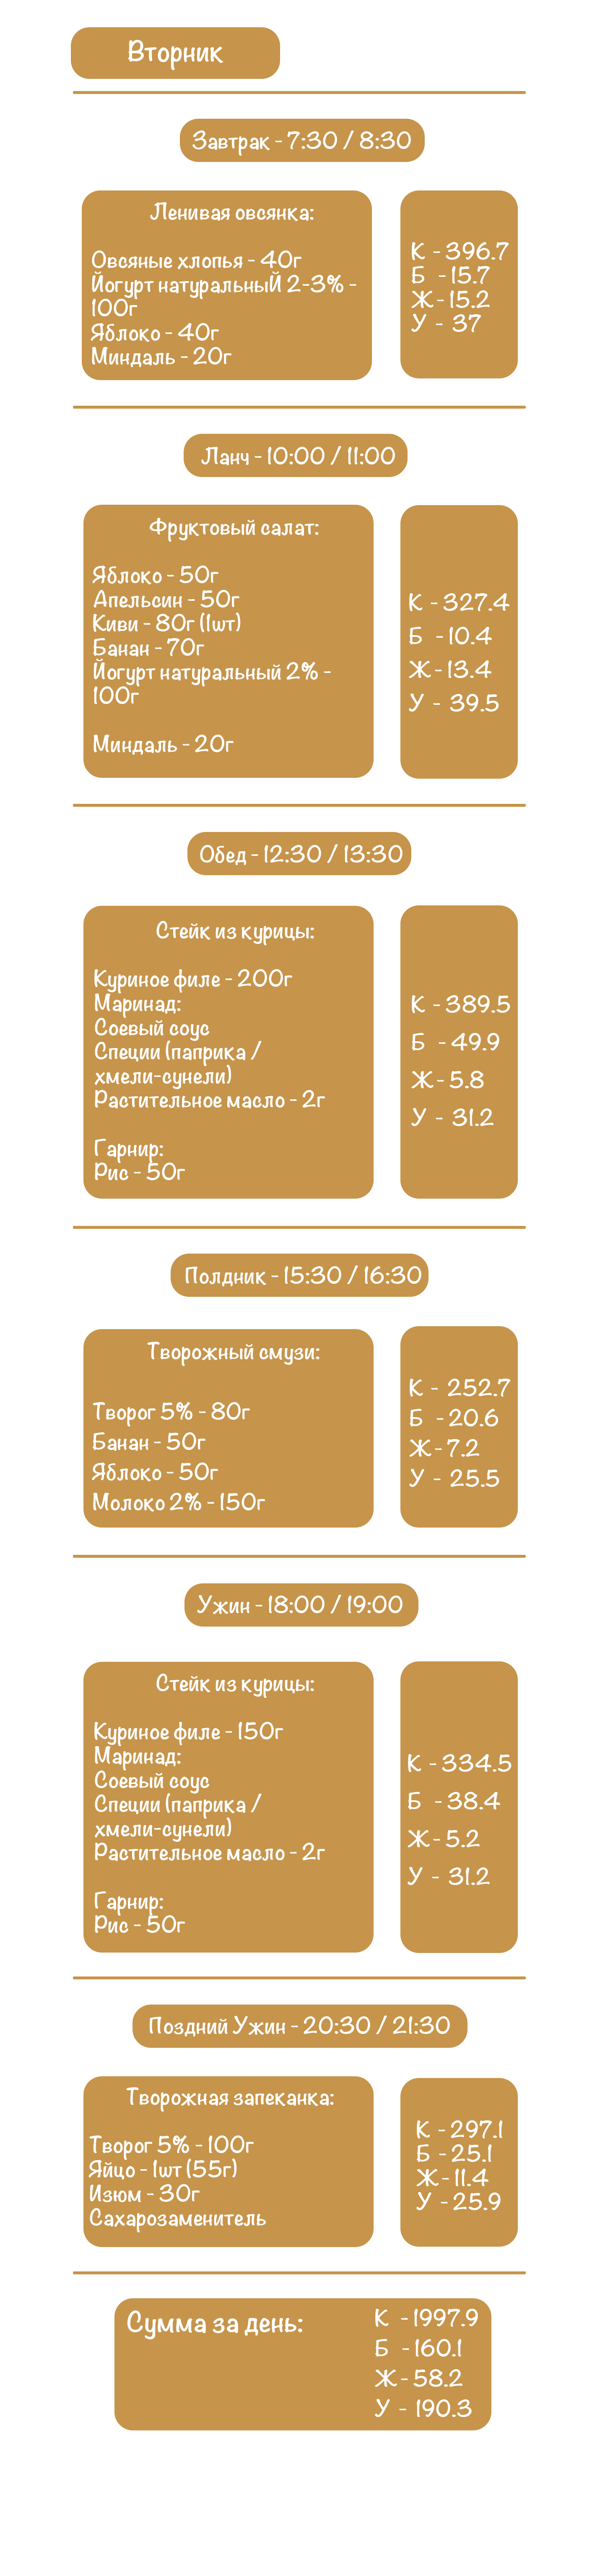 Вторник
Завтрак - 7:30 / 8:30
Ленивая овсянка:
Овсяные хлопья - 40г
Йогурт натуральныЙ 2-3% -
100г
Яблоко - 40г
Миндаль - 20г
К - 396.7
Б - 15.7
Ж - 15.2
У - 37
Ланч - 10:00 / 11:00
Фруктовый салат:
Яблоко - 50г
Апельсин - 50г
Киви - 80г (1шт)
Банан - 70г
Йогурт натуральный 2% -
100г
Миндаль - 20г
К - 327.4
Б - 10.4
Ж - 13.4
У - 39.5
Обед - 12:30 / 13:30
Стейк из курицы:
Куриное филе - 200г
Маринад:
Соевый соус
Специи (паприка /
хмели-сунели)
Растительное масло - 2г
Гарнир:
Рис - 50г
К - 389.5
Б - 49.9
Ж - 5.8
У - 31.2
Полдник - 15:30 / 16:30
Творожный смузи:
Творог 5% - 80г
Банан - 50г
Яблоко - 50г
Молоко 2% - 150г
К - 252.7
Б - 20.6
Ж - 7.2
У - 25.5
Ужин - 18:00 / 19:00
Стейк из курицы:
Куриное филе - 150г
Маринад:
Соевый соус
Специи (паприка /
хмели-сунели)
Растительное масло - 2г
Гарнир:
Рис - 50г
К - 334.5
Б - 38.4
Ж - 5.2
У - 31.2
Поздний Ужин - 20:30 / 21:30
Творожная запеканка:
Творог 5% - 100г
Яйцо - 1шт (55г)
Изюм - 30г
Сахарозаменитель
К - 297.1
Б - 25.1
Ж - 11.4
У - 25.9
Сумма за день:
К - 1997.9
Б - 160.1
Ж - 58.2
У - 190.3